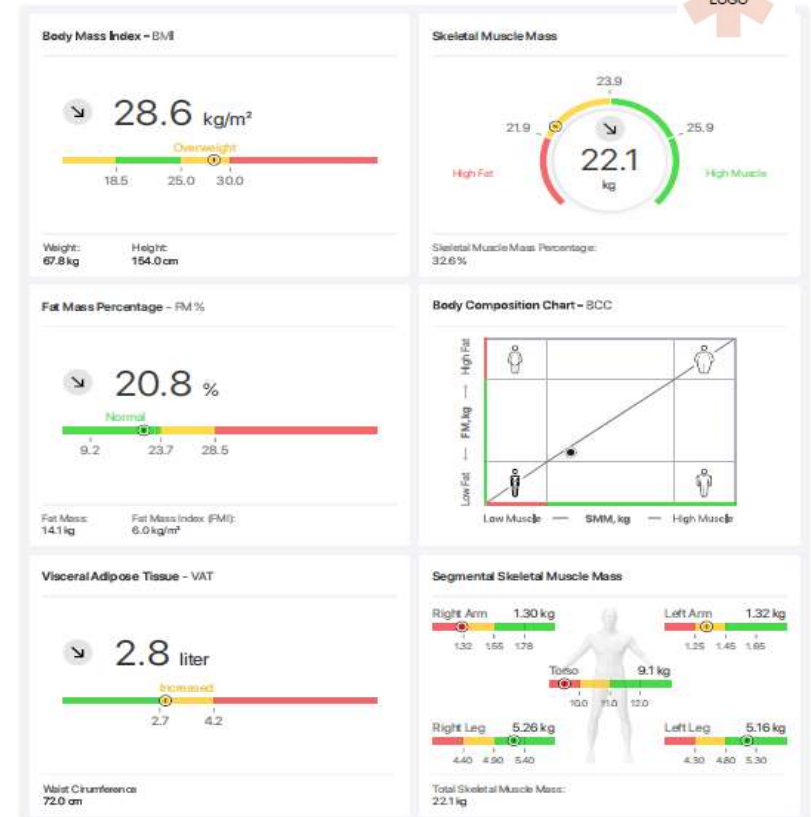 LOGO
Body Mass Index – BMI
28.6 kg/m²
Overweight
18.5 25.0 30.0
Weight: Height:
67.8 kg 154.0 cm
Skeletal Muscle Mass
23.9
21.9 25.9
22.1
kg
High Fat High Muscle
Skeletal Muscle Mass Percentage:
32.6%
Fat Mass Percentage – FM%
20.8 %
Normal
9.2 23.7 28.5
Fat Mass: Fat Mass Index (FMI):
14.1 kg 6.0 kg/m²
Body Composition Chart – BCC
High Fat
FM, kg
Low Fat
Low Muscle — SMM, kg — High Muscle
Visceral Adipose Tissue – VAT
2.8 liter
Increased
2.7 4.2
Waist Cirumference
72.0 cm
Segmental Skeletal Muscle Mass
Right Arm 1.30 kg
1.32 1.55 1.78
Left Arm 1.32 kg
1.25 1.45 1.65
Torso 9.1 kg
10.0 11.0 12.0
Right Leg 5.26 kg
4.40 4.90 5.40
Left Leg 5.16 kg
4.30 4.80 5.30
Total Skeletal Muscle Mass:
22.1 kg